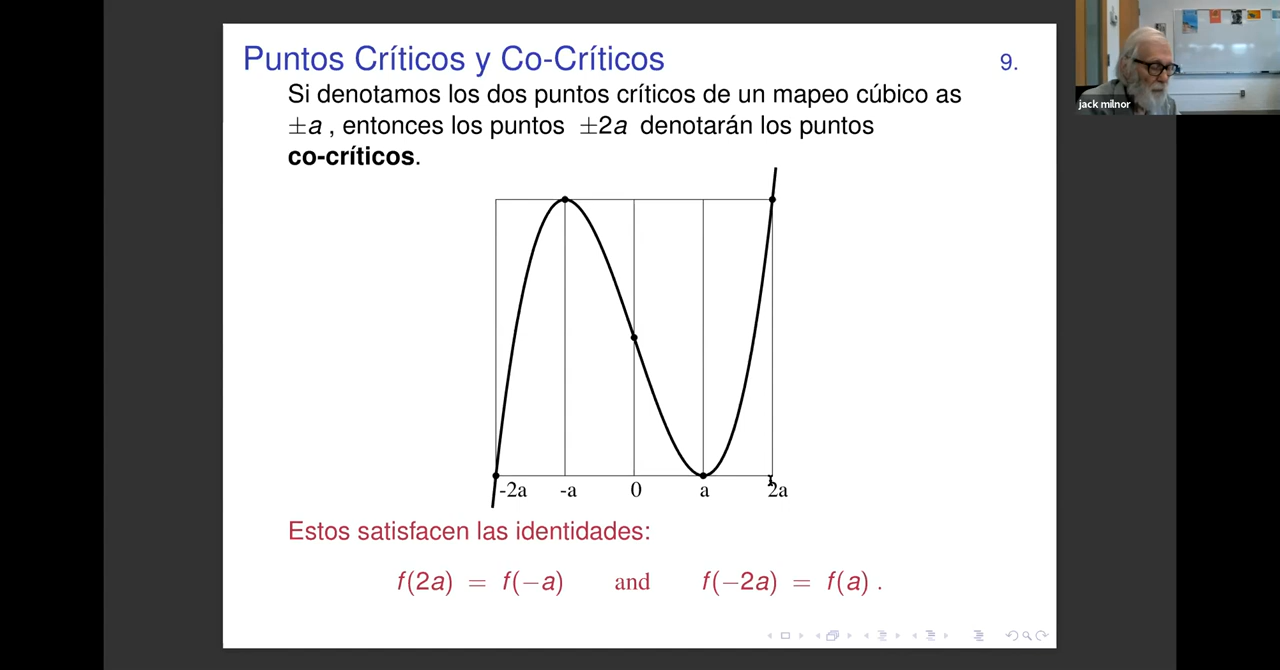 Puntos Críticos y Co-Críticos 9.
Si denotamos los dos puntos críticos de un mapeo cúbico as
±a , entonces los puntos ±2a denotarán los puntos
co-críticos.
jack milnor
-2a -a 0 a 2a
Estos satisfacen las identidades:
f(2a) = f(−a) and f(−2a) = f(a) .